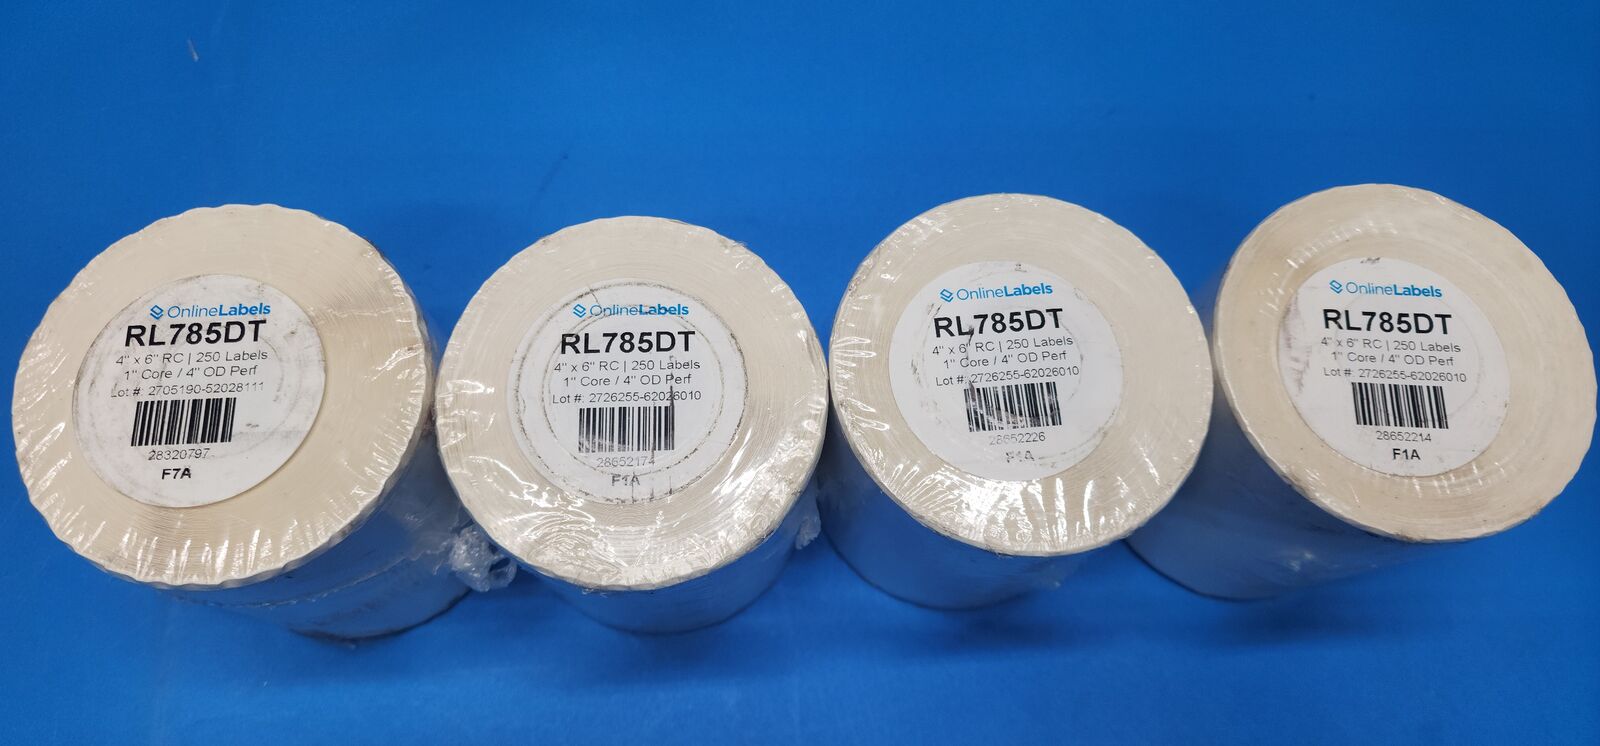 OnlineLabels
RL785DT
4" x 6" RC | 250 Labels
1" Core / 4" OD Perf
Lot #: 2705190-52028111
28320797
F7A
OnlineLabels
RL785DT
4" x 6" RC | 250 Labels
1" Core / 4" OD Perf
Lot #: 2726255-62026010
28652174
F1A
OnlineLabels
RL785DT
4" x 6" RC | 250 Labels
1" Core / 4" OD Perf
Lot #: 2726255-62026010
28652226
F1A
OnlineLabels
RL785DT
4" x 6" RC | 250 Labels
1" Core / 4" OD Perf
Lot #: 2726255-62026010
28652214
F1A